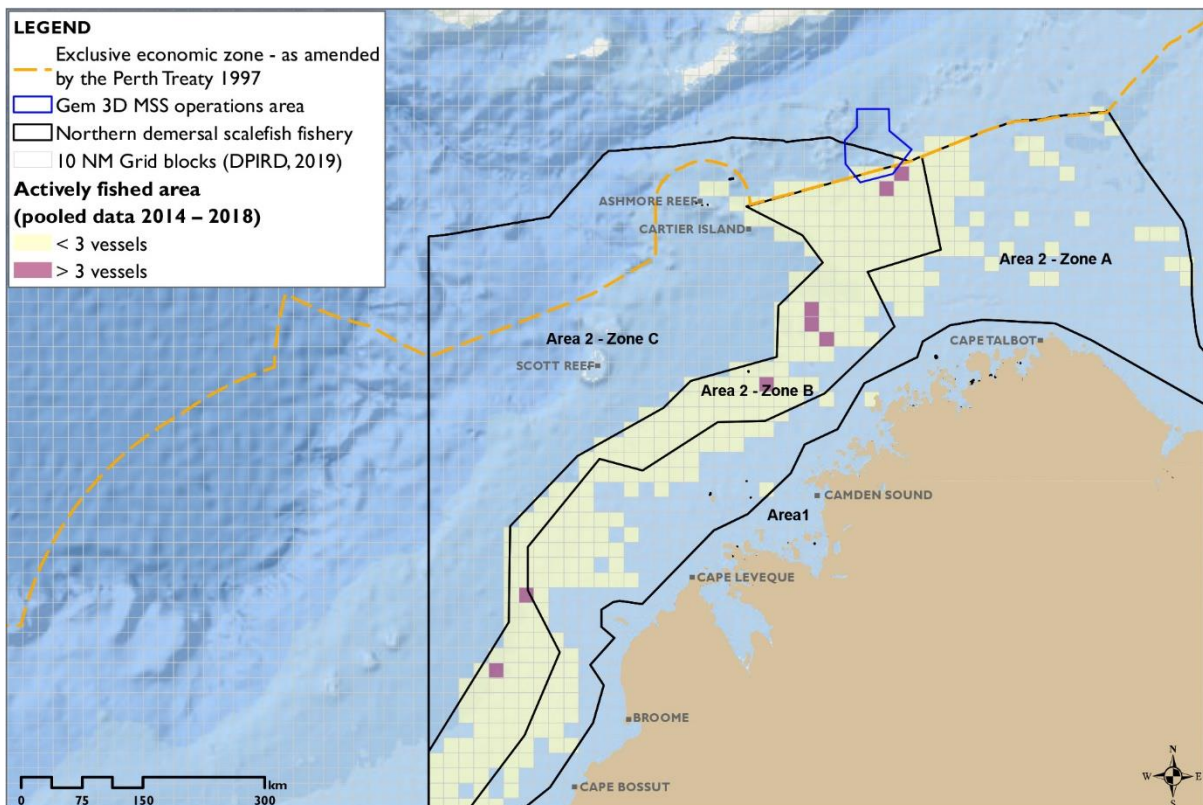 LEGEND
Exclusive economic zone - as amended
by the Perth Treaty 1997
Gem 3D MSS operations area
Northern demersal scalefish fishery
10 NM Grid blocks (DPIRD, 2019)
Actively fished area
(pooled data 2014 – 2018)
< 3 vessels
> 3 vessels
ASHMORE REEF
CARTIER ISLAND
Area 2 - Zone A
Area 2 - Zone C
CAPE TALBOT
SCOTT REEF
Area 2 - Zone B
CAMDEN SOUND
Area1
CAPE LEVEQUE
BROOME
N
W E
S
km
0 75 150 300
CAPE BOSSUT